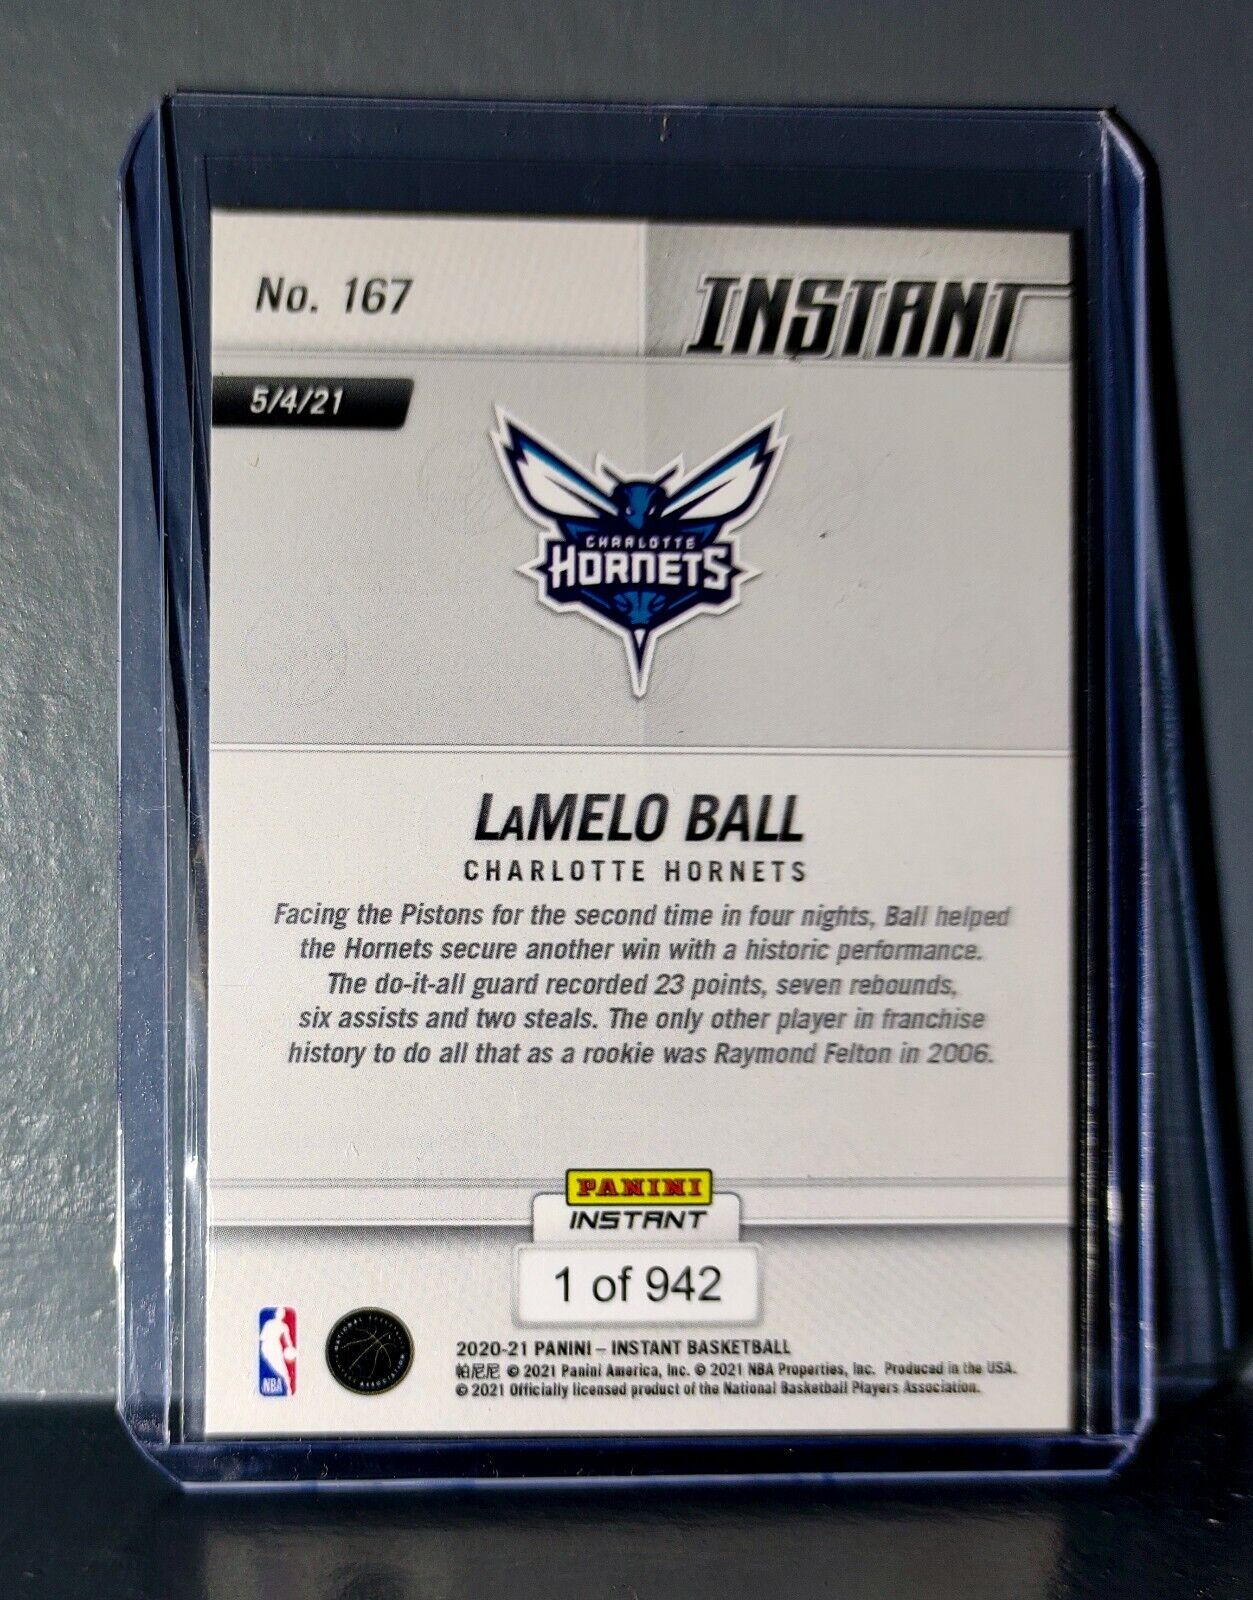 No. 167
INSTANT
5/4/21
CHARLOTTE
HORNETS
LAMELO BALL
CHARLOTTE HORNETS
Facing the Pistons for the second time in four nights, Ball helped
the Hornets secure another win with a historic performance.
The do-it-all guard recorded 23 points, seven rebounds,
six assists and two steals. The only other player in franchise
history to do all that as a rookie was Raymond Felton in 2006.
PANINI
INSTANT
1 of 942
NBA
NATIONAL
ASSOCIATION
2020-21 PANINI – INSTANT BASKETBALL
帕尼尼 © 2021 Panini America, Inc. © 2021 NBA Properties, Inc. Produced in the USA.
© 2021 Officially licensed product of the National Basketball Players Association.